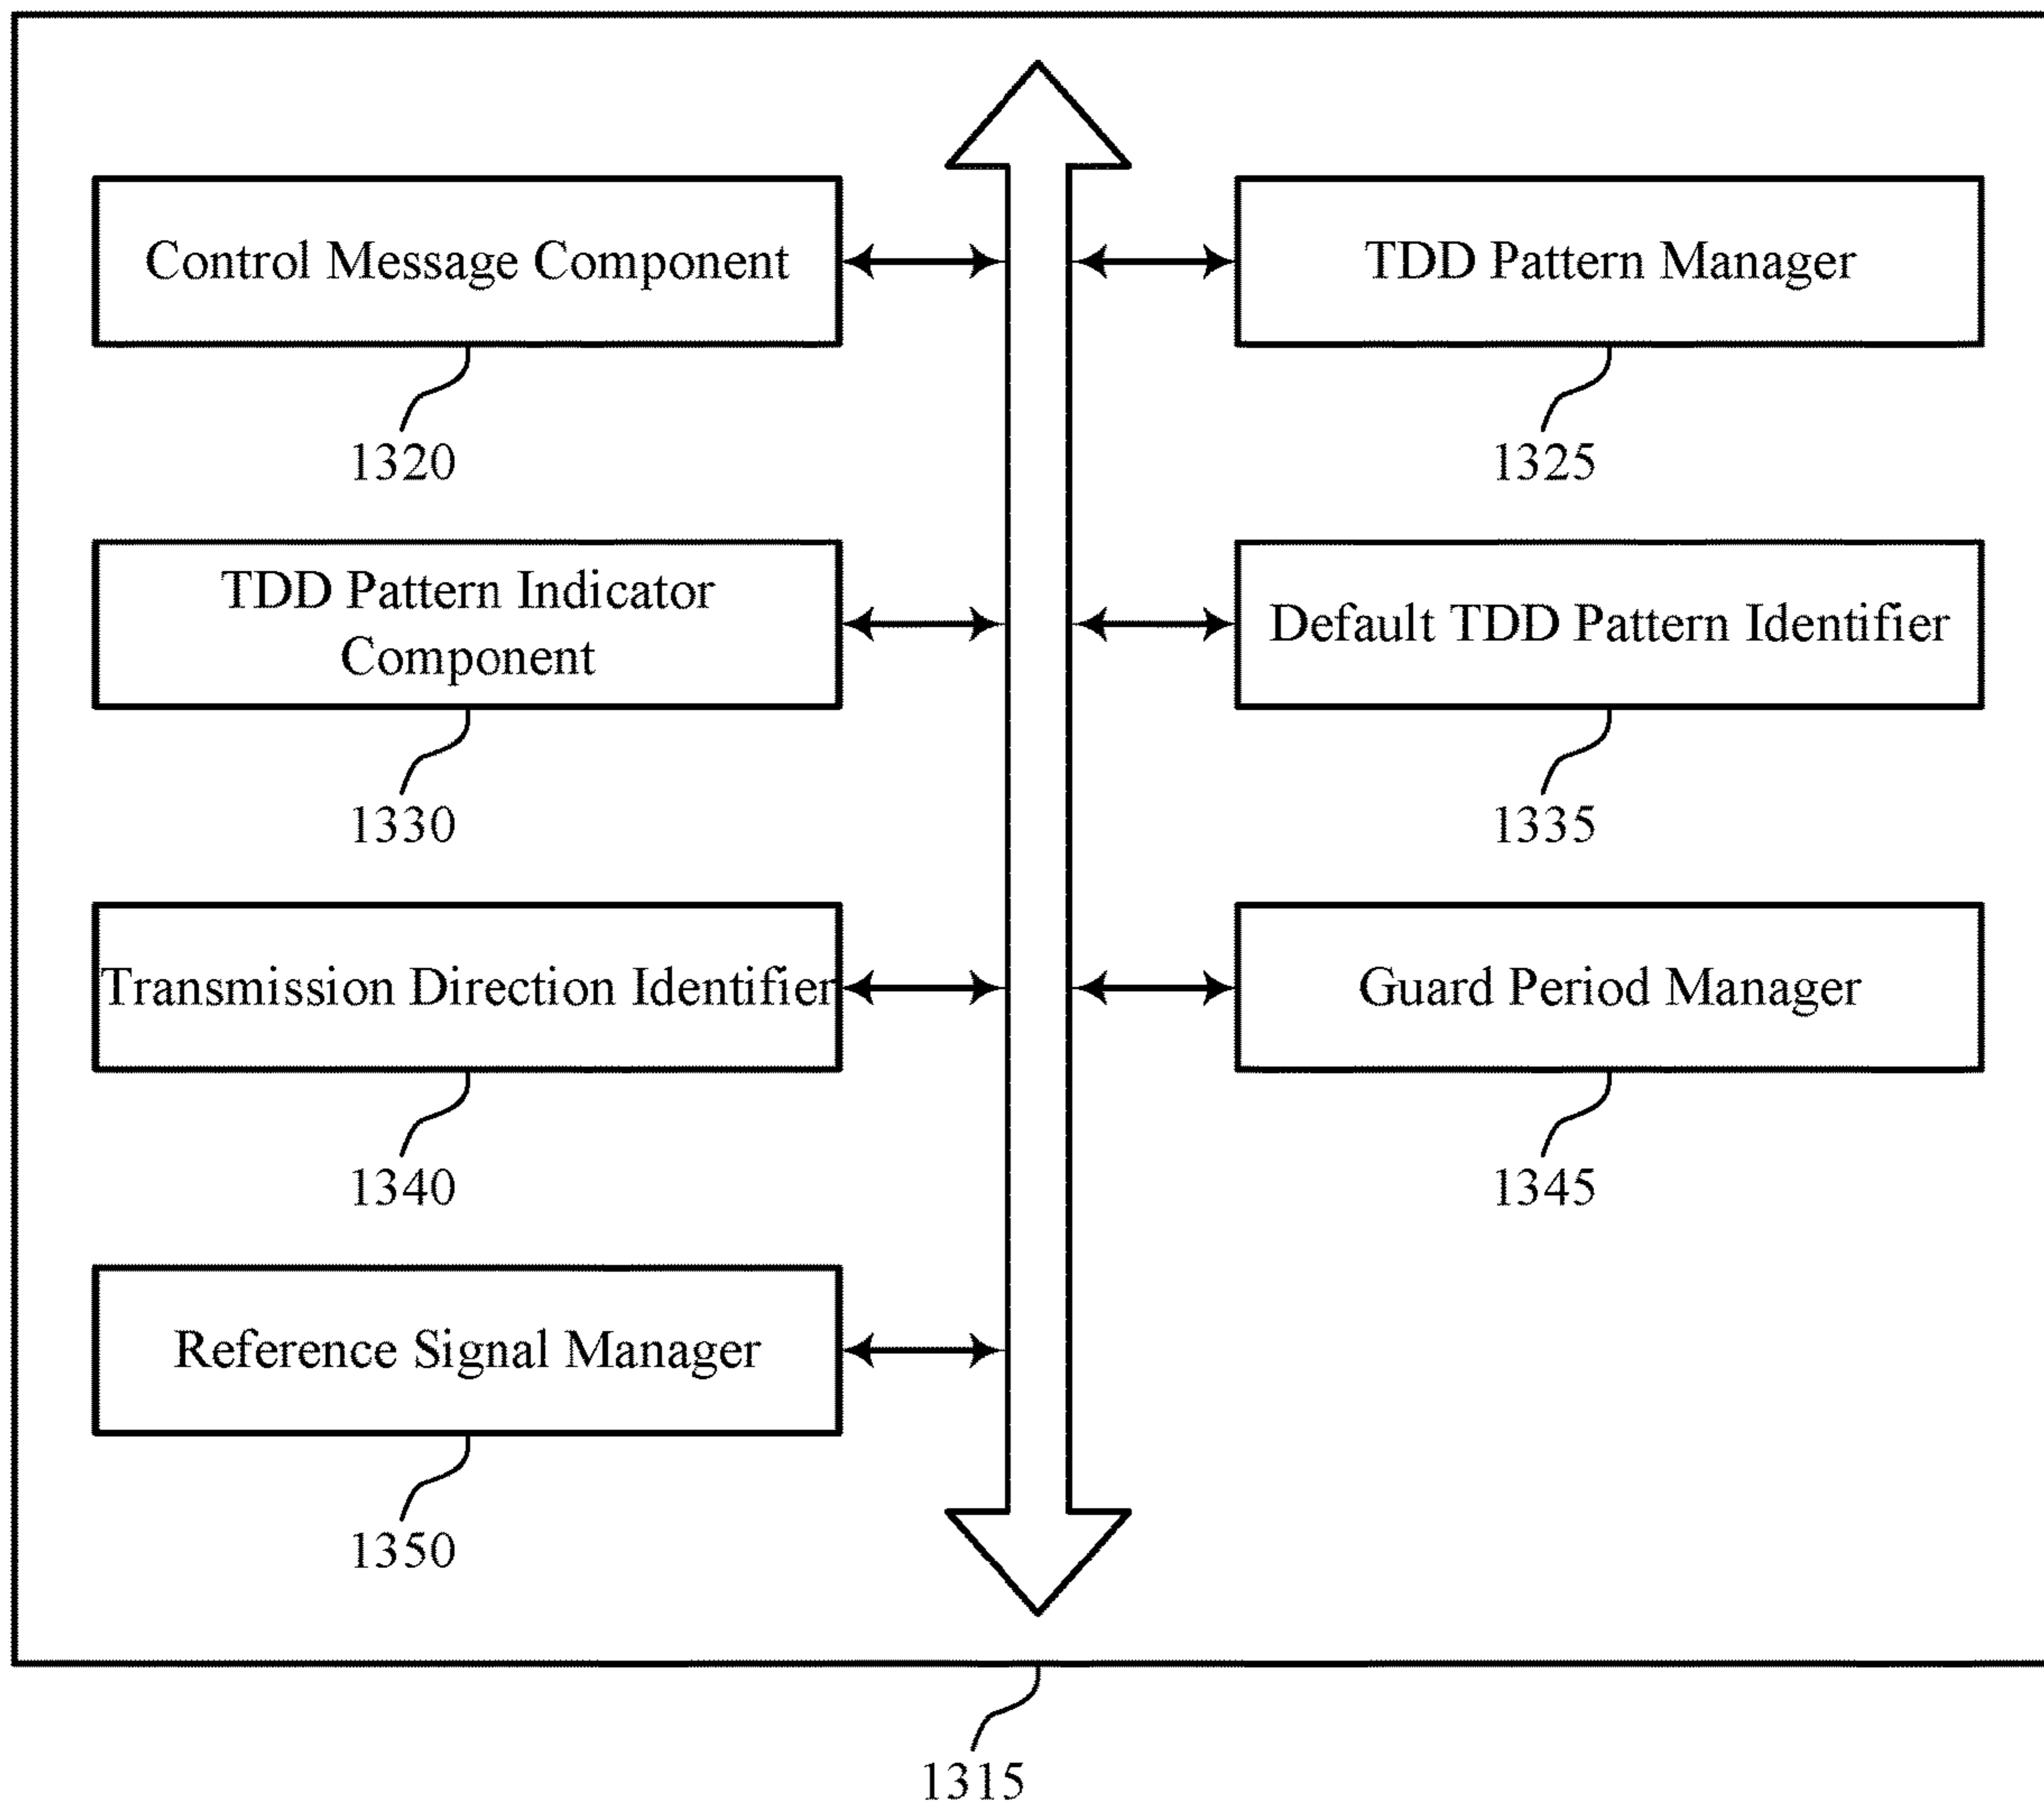 Control Message Component
TDD Pattern Manager
1320
1325
TDD Pattern Indicator
Component
Default TDD Pattern Identifier
1330
1335
Transmission Direction Identifier
Guard Period Manager
1340
1345
Reference Signal Manager
1350
1315